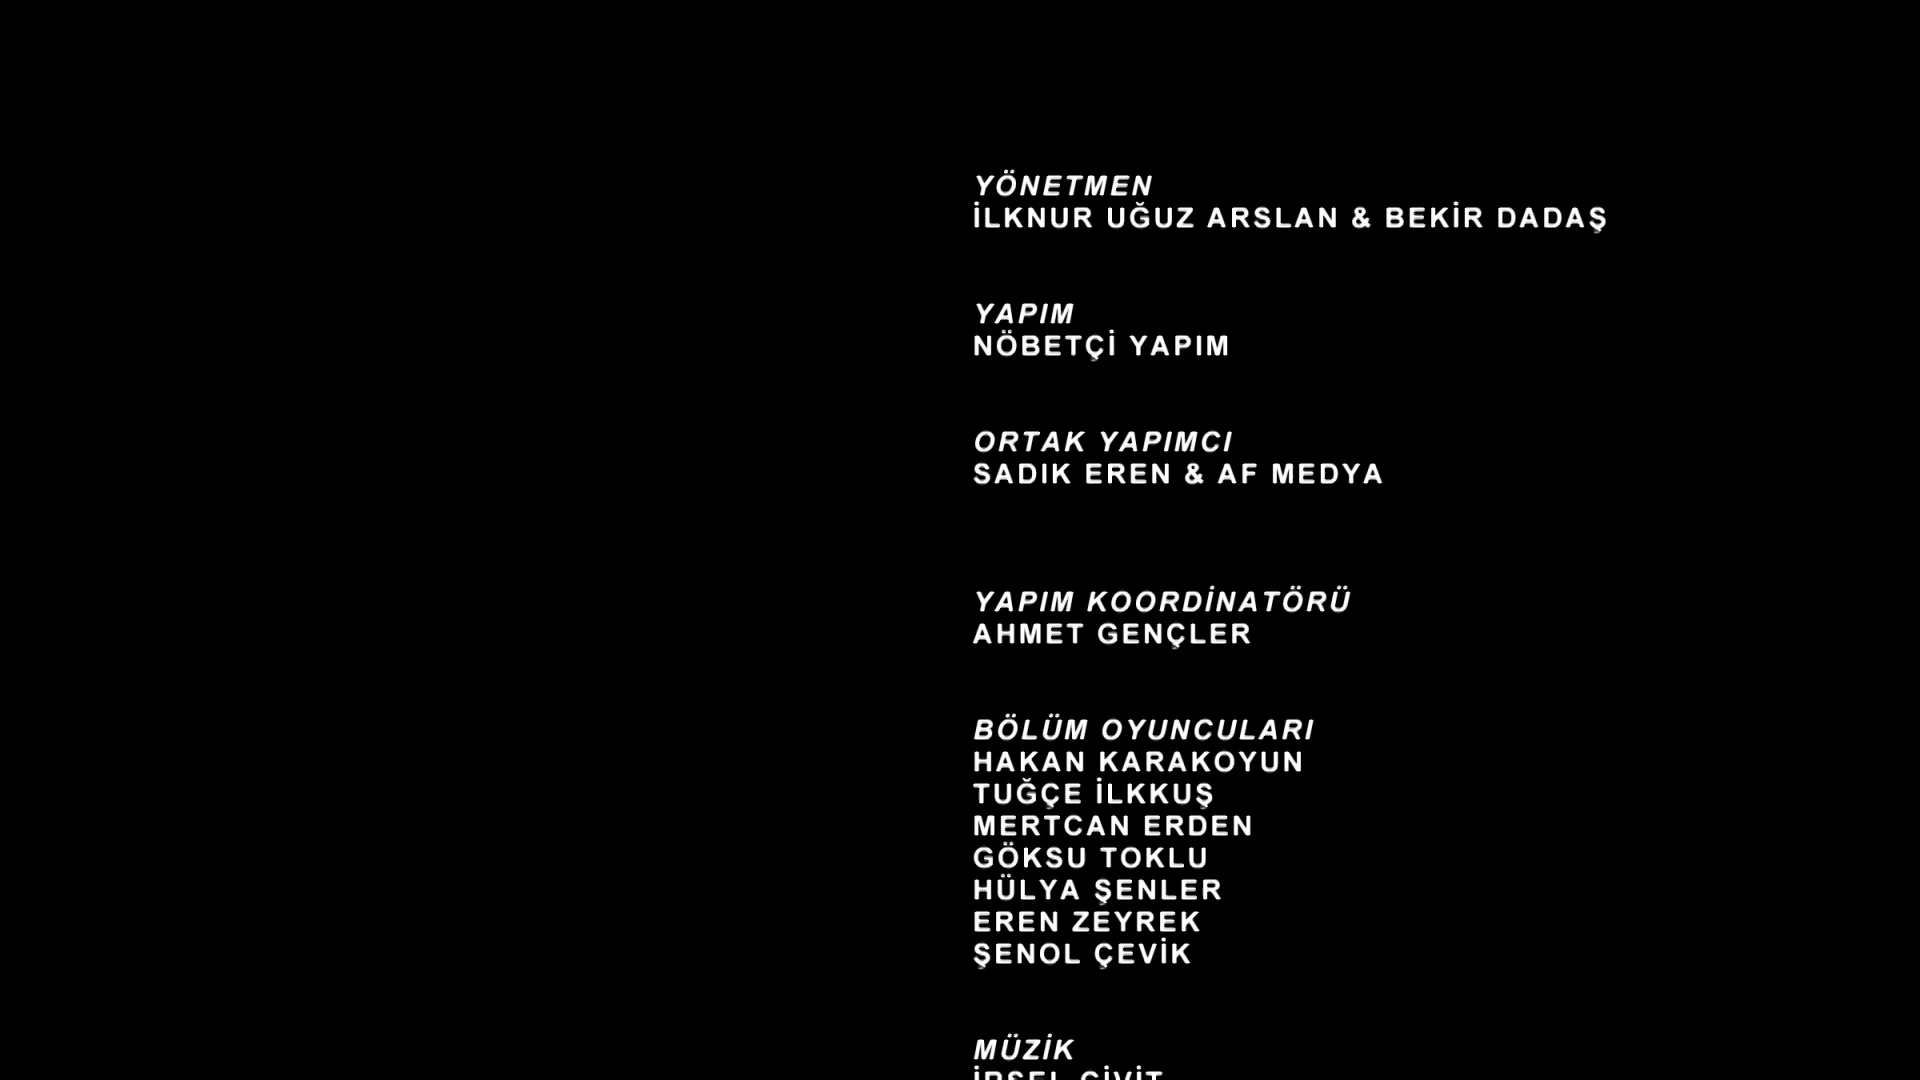 YÖNETMEN
İLKNUR UĞUZ ARSLAN & BEKİR DADAŞ
YAPIM
NÖBETÇİ YAPIM
ORTAK YAPIMCI
SADIK EREN & AF MEDYA
YAPIM KOORDİNATÖRÜ
AHMET GENÇLER
BÖLÜM OYUNCULARI
HAKAN KARAKOYUN
TUĞÇE İLKKUŞ
MERTCAN ERDEN
GÖKSU TOKLU
HÜLYA ŞENLER
EREN ZEYREK
ŞENOL ÇEVİK
MÜZİK